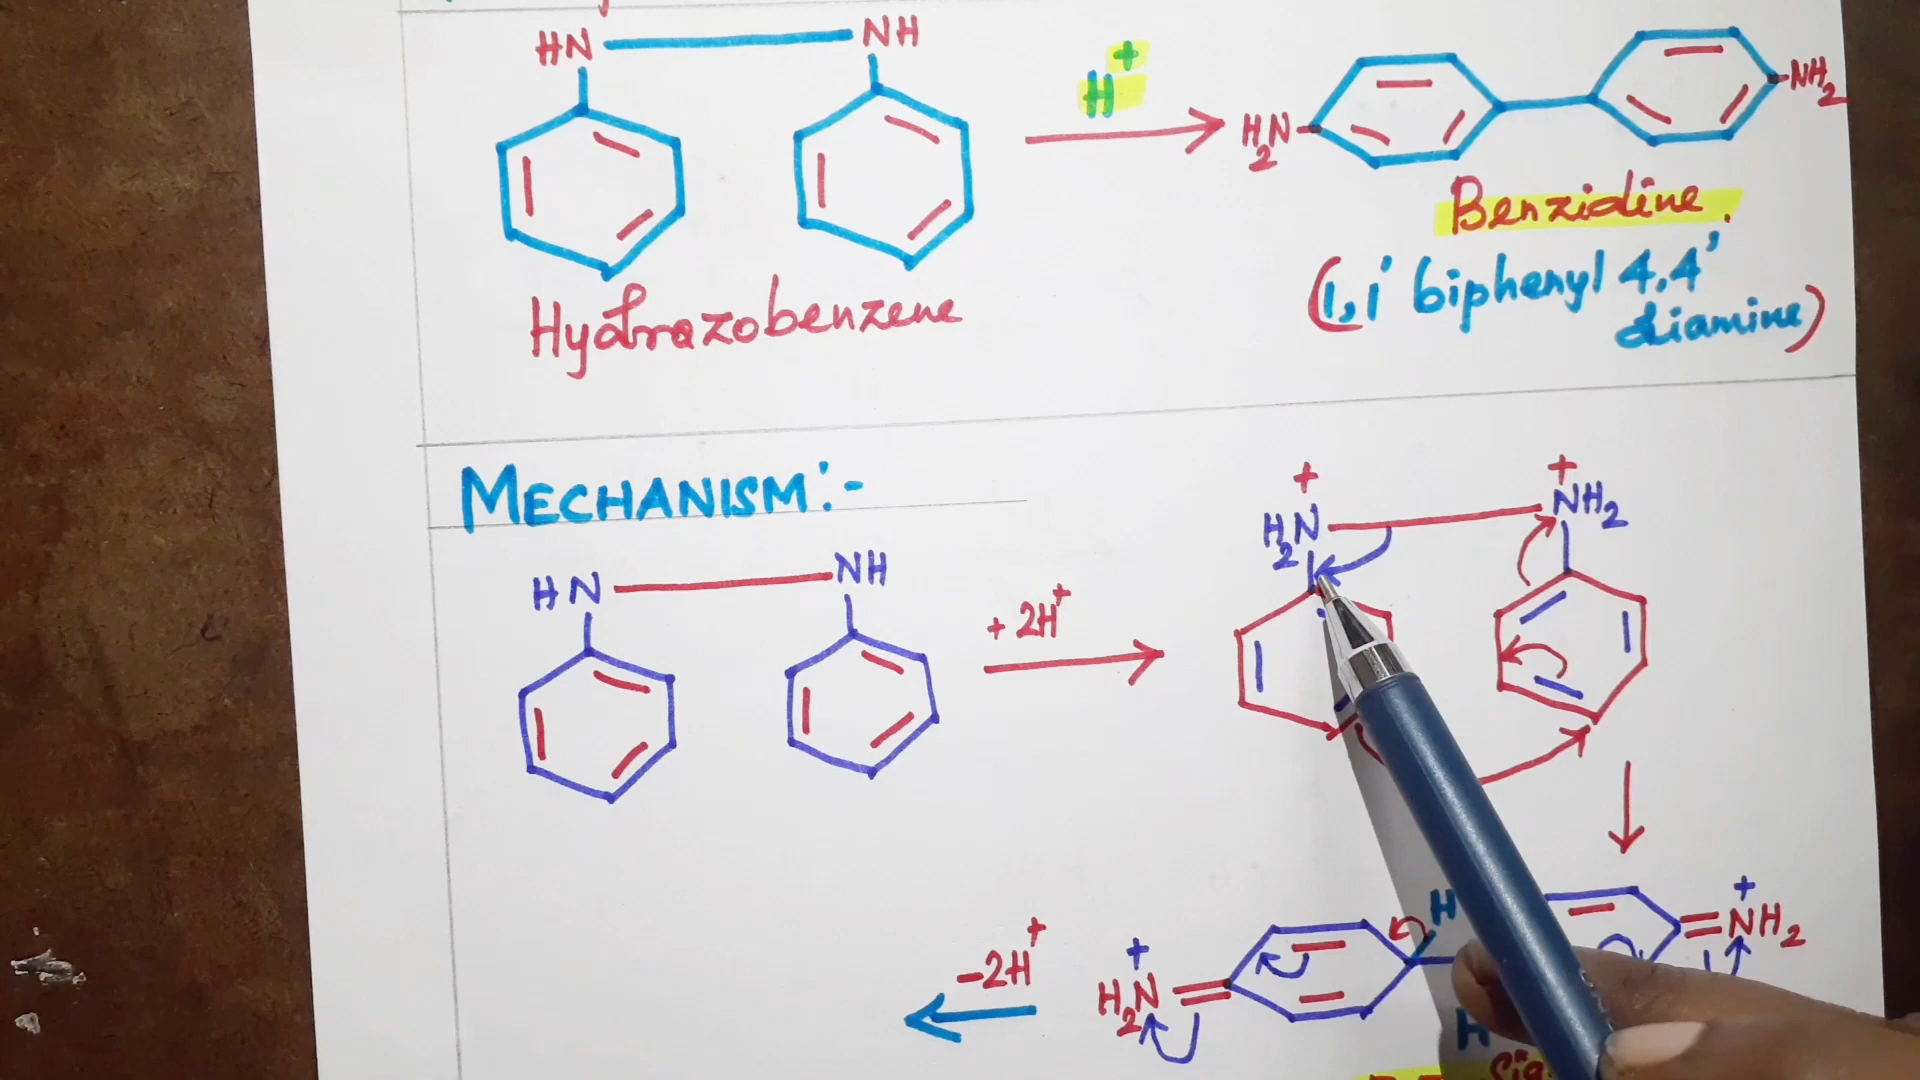 HN NH
H⁺
H₂N NH₂
Hydrazobenzene
Benzidine.
(1,1' biphenyl 4,4'
diamine)
MECHANISM:-
HN NH
+ 2H⁺
+ +
H₂N NH₂
-2H⁺
+
H₂N
H
+
NH₂
H